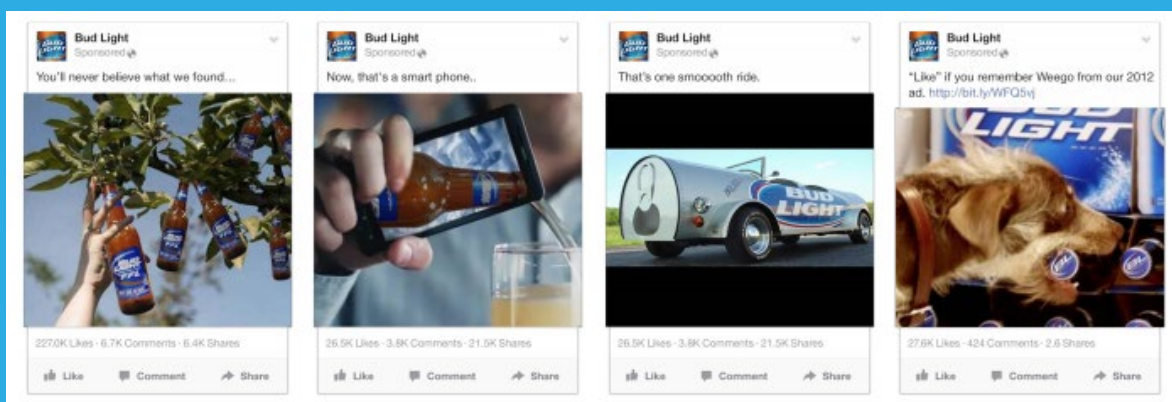 Bud Light
Sponsored
You'll never believe what we found...
BUD LIGHT
227.0K Likes · 6.7K Comments · 6.4K Shares
Like Comment Share
Bud Light
Sponsored
Now, that's a smart phone..
26.5K Likes · 3.8K Comments · 21.5K Shares
Like Comment Share
Bud Light
Sponsored
That's one smooooth ride.
BUD
LIGHT
26.5K Likes · 3.8K Comments · 21.5K Shares
Like Comment Share
Bud Light
Sponsored
"Like" if you remember Weego from our 2012
ad. http://bit.ly/WFQ5vj
BUD
LIGHT
27.6K Likes · 424 Comments · 2.6 Shares
Like Comment Share